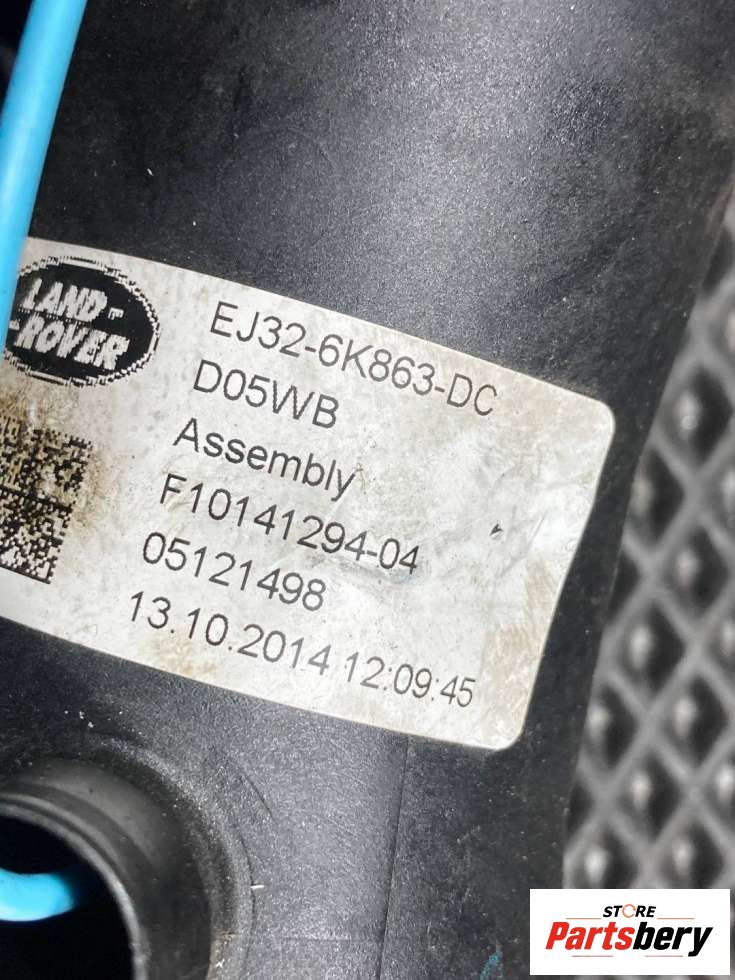 LAND-
-ROVER
EJ32-6K863-DC
D05WB
Assembly
F10141294-04
05121498
13.10.2014 12:09:45
STORE
Partsbery